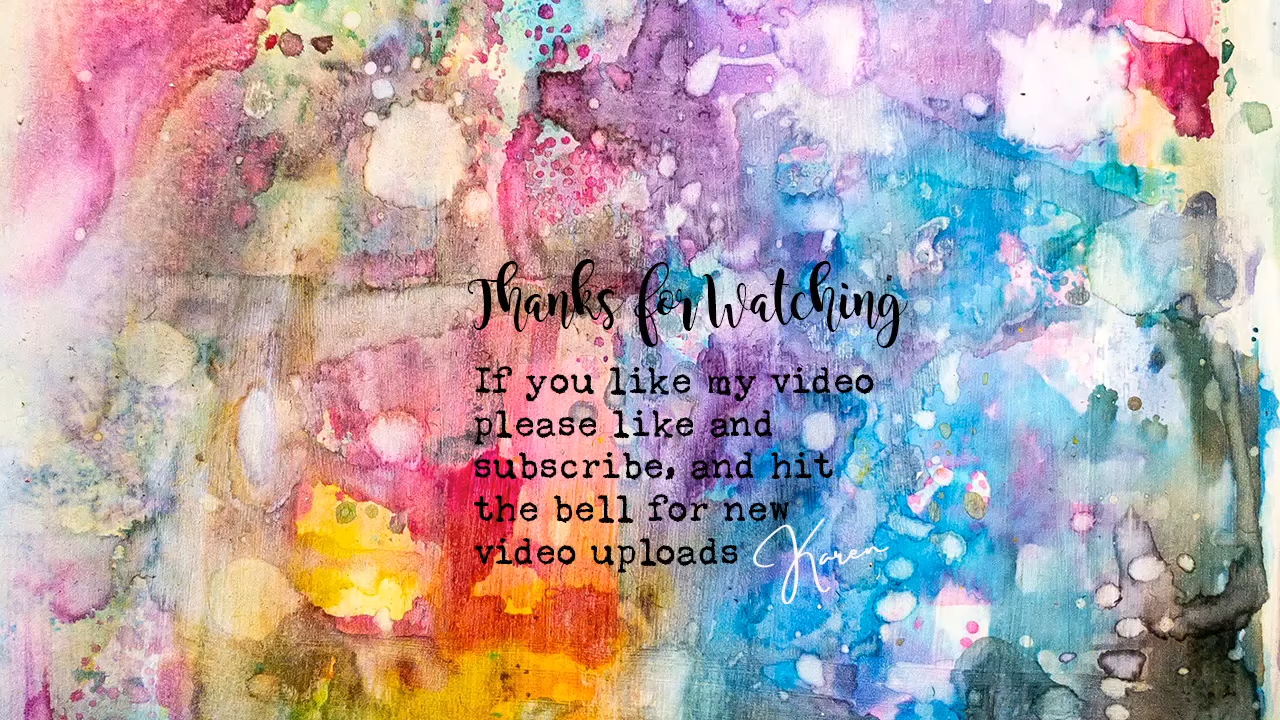 Thanks for Watching
If you like my video
please like and
subscribe, and hit
the bell for new
video uploads Karen